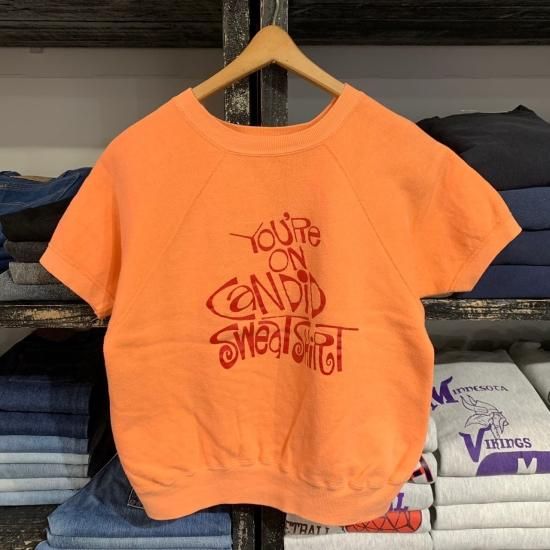 YOU'Re
ON
CANDiD
SWEATSHiRT
MINNESOTA
VIKINGS